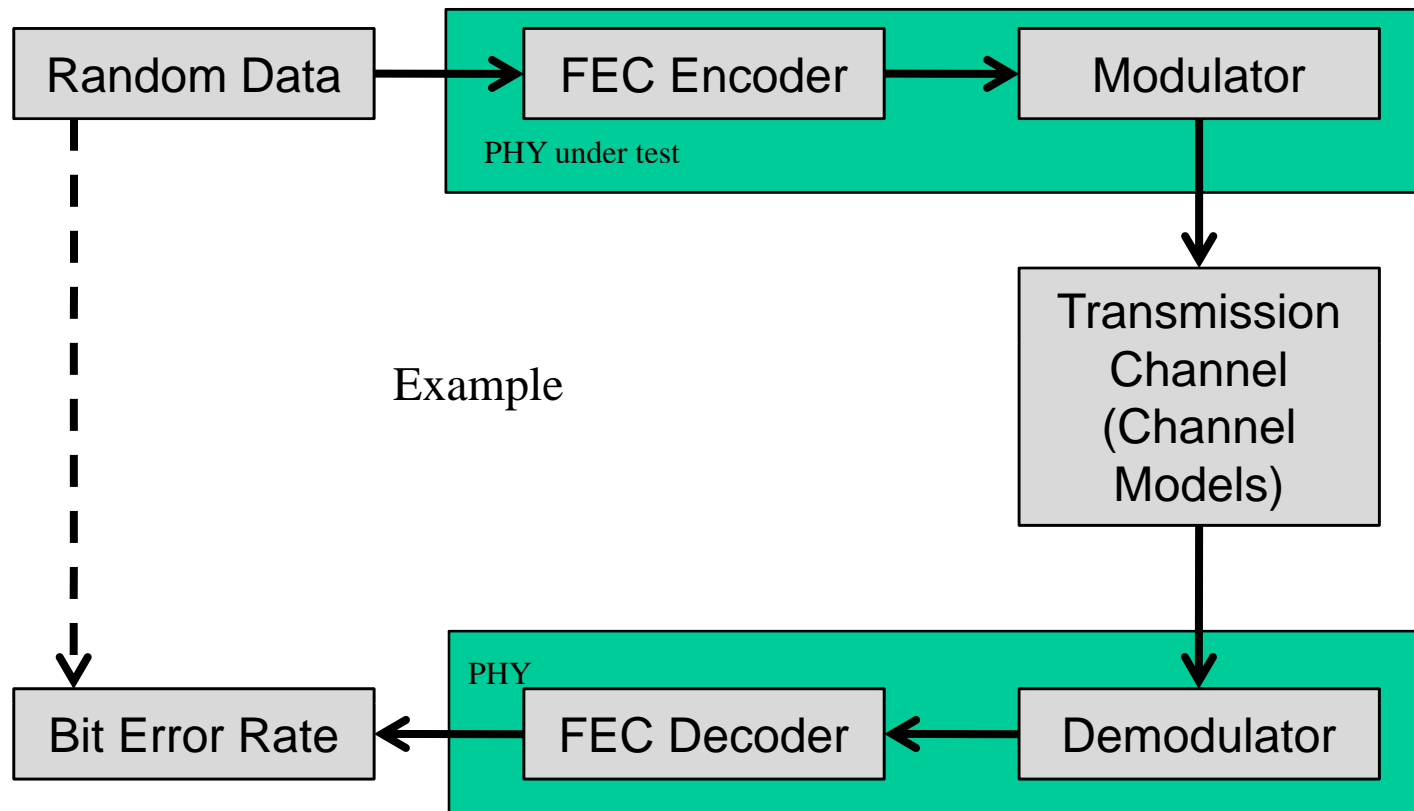 Random Data
FEC Encoder
Modulator
PHY under test
Transmission
Channel
(Channel
Models)
Example
PHY
Bit Error Rate
FEC Decoder
Demodulator